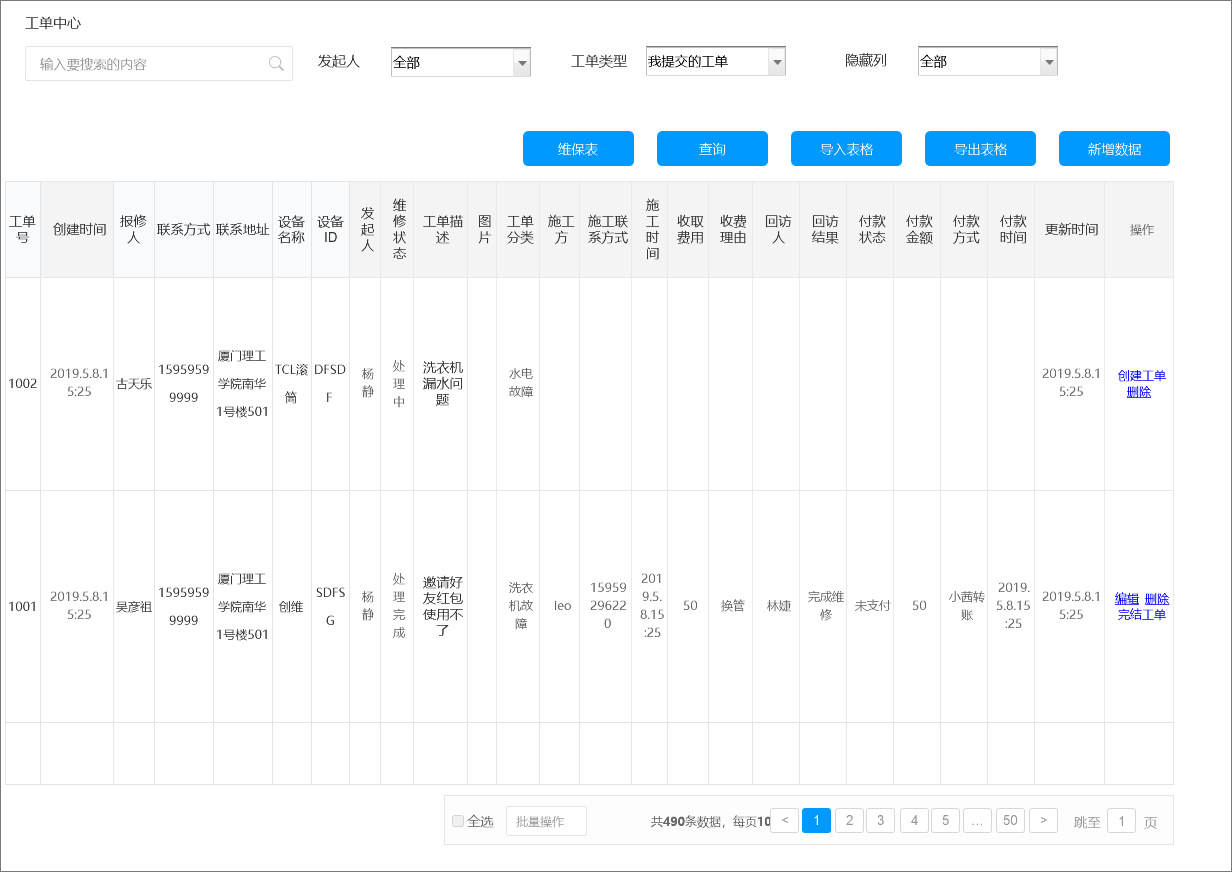 工单中心
输入要搜索的内容 发起人 全部 工单类型 我提交的工单 隐藏列 全部
维保表 查询 导入表格 导出表格 新增数据
工单号 创建时间 报修人 联系方式 联系地址 设备名称 设备ID 发起人 维修状态 工单描述 图片 工单分类 施工方 施工联系方式 施工时间 收取费用 收费理由 回访人 回访结果 付款状态 付款金额 付款方式 付款时间 更新时间 操作
1002 2019.5.8.15:25 古天乐 15959599999 厦门理工学院南华1号楼501 TCL滚筒 DFSDF 杨静 处理中 洗衣机漏水问题 水电故障 2019.5.8.15:25 创建工单 删除
1001 2019.5.8.15:25 吴彦祖 15959599999 厦门理工学院南华1号楼501 创维 SDFSG 杨静 处理完成 邀请好友红包使用不了 洗衣机故障 leo 15959296220 2019.5.8.15:25 50 换管 林婕 完成维修 未支付 50 小茜转账 2019.5.8.15:25 2019.5.8.15:25 编辑 删除 完结工单
全选 批量操作 共490条数据，每页10 < 1 2 3 4 5 … 50 > 跳至 1 页